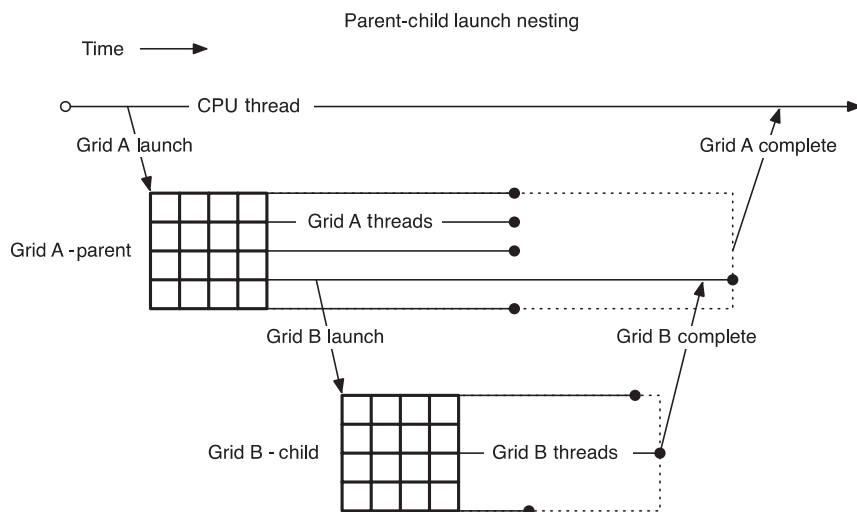 Parent-child launch nesting
Time
CPU thread
Grid A launch
Grid A complete
Grid A threads
Grid A - parent
Grid B launch
Grid B complete
Grid B - child
Grid B threads